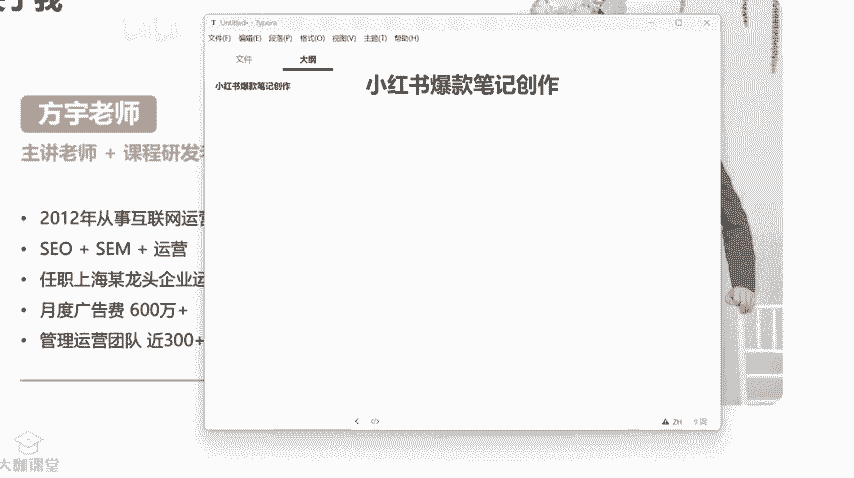 方宇老师
主讲老师 + 课程研发
• 2012年从事互联网运营
• SEO + SEM + 运营
• 任职上海某龙头企业运
• 月度广告费 600万+
• 管理运营团队 近300+
大咖课堂
Untitled• - Typora
文件(F) 编辑(E) 段落(P) 格式(O) 视图(V) 主题(T) 帮助(H)
文件 大纲
小红书爆款笔记创作
小红书爆款笔记创作
ZH 9 词